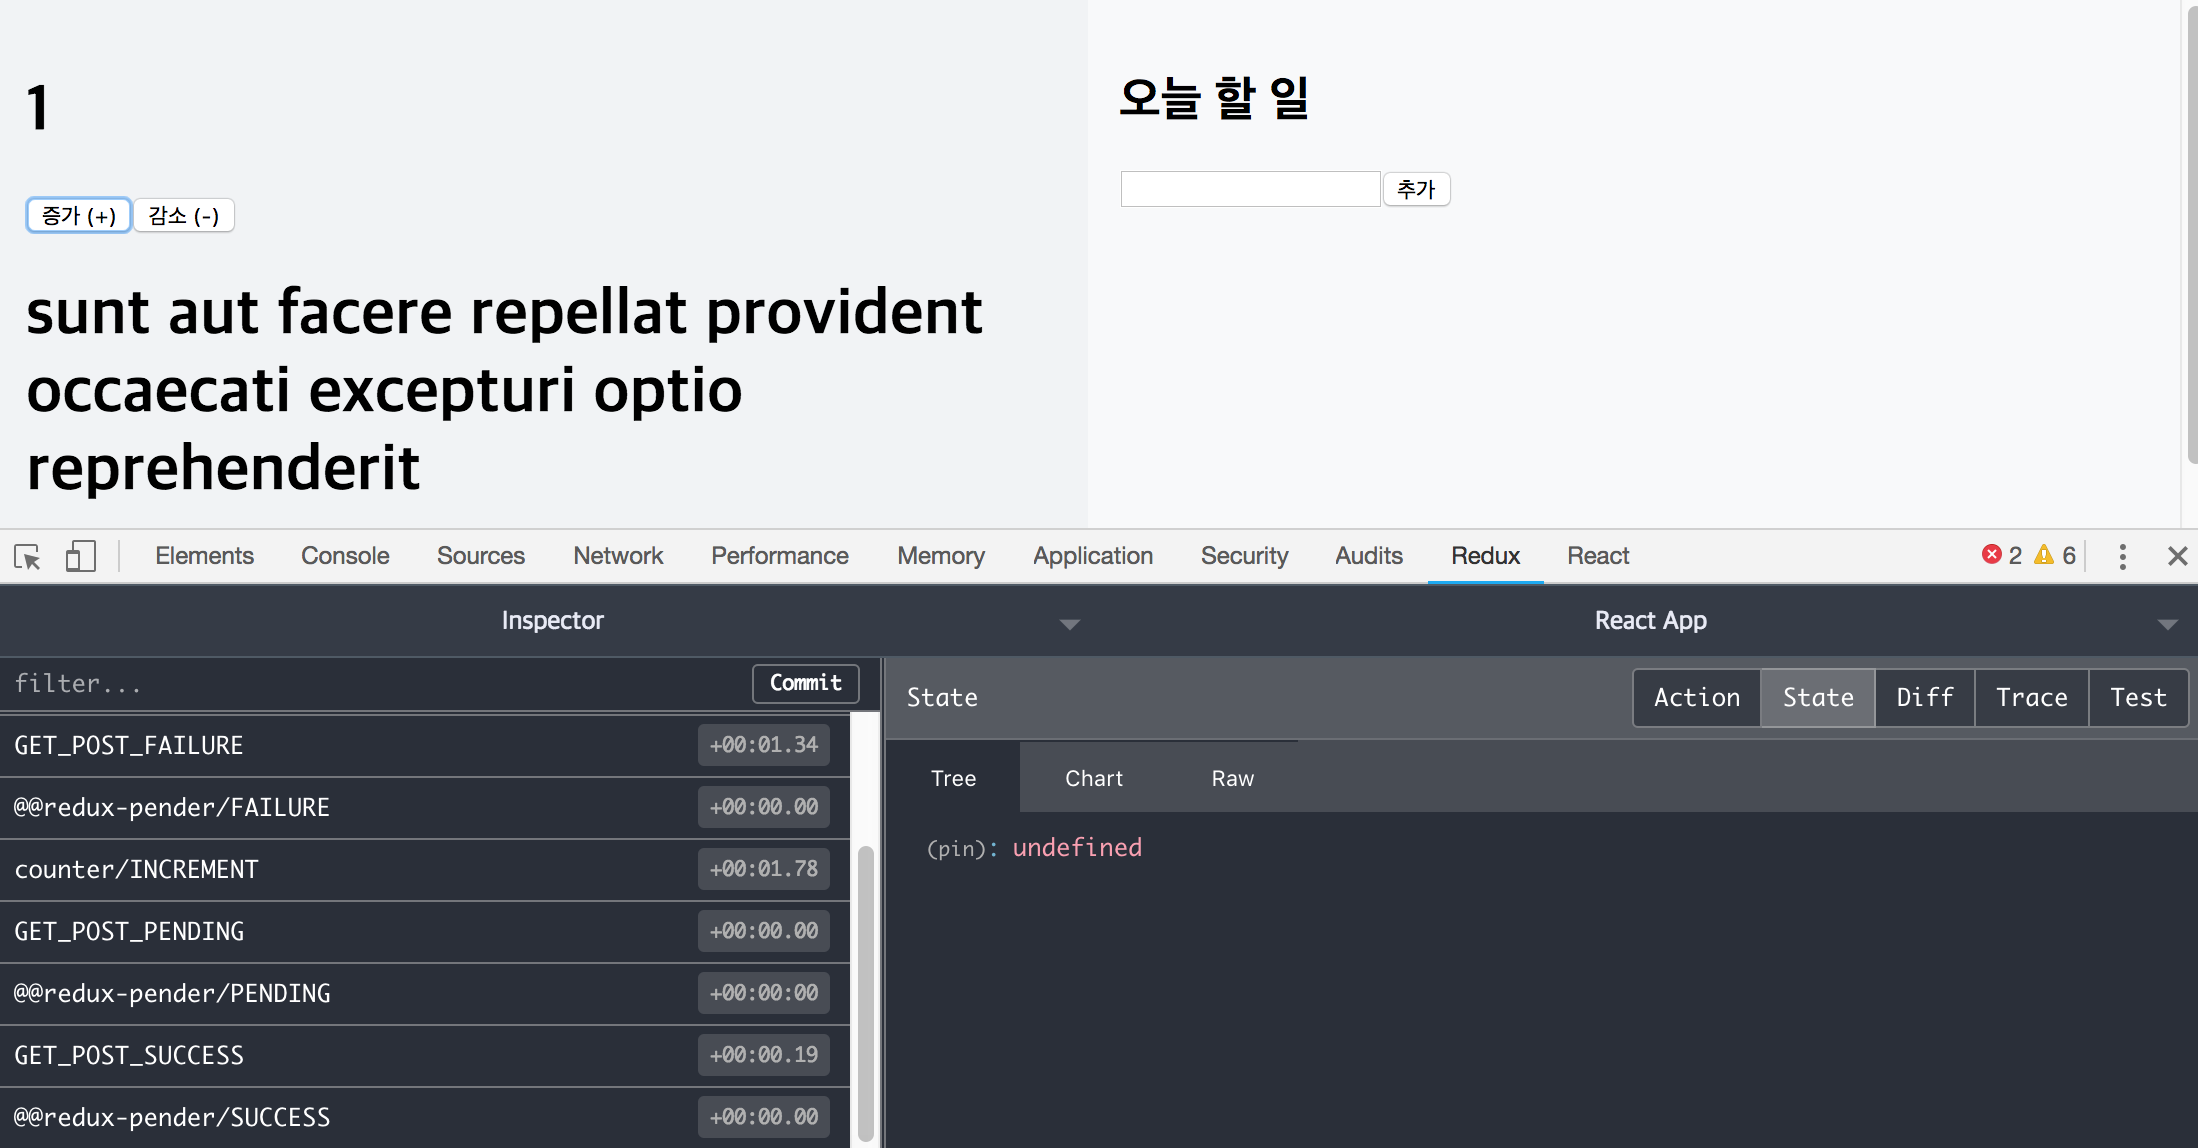 1
증가 (+) 감소 (-)
sunt aut facere repellat provident
occaecati excepturi optio
reprehenderit
오늘 할 일
추가
Elements Console Sources Network Performance Memory Application Security Audits Redux React 2 6
Inspector React App
filter... Commit
GET_POST_FAILURE +00:01.34
@@redux-pender/FAILURE +00:00.00
counter/INCREMENT +00:01.78
GET_POST_PENDING +00:00.00
@@redux-pender/PENDING +00:00:00
GET_POST_SUCCESS +00:00.19
@@redux-pender/SUCCESS +00:00.00
State Action State Diff Trace Test
Tree Chart Raw
(pin): undefined